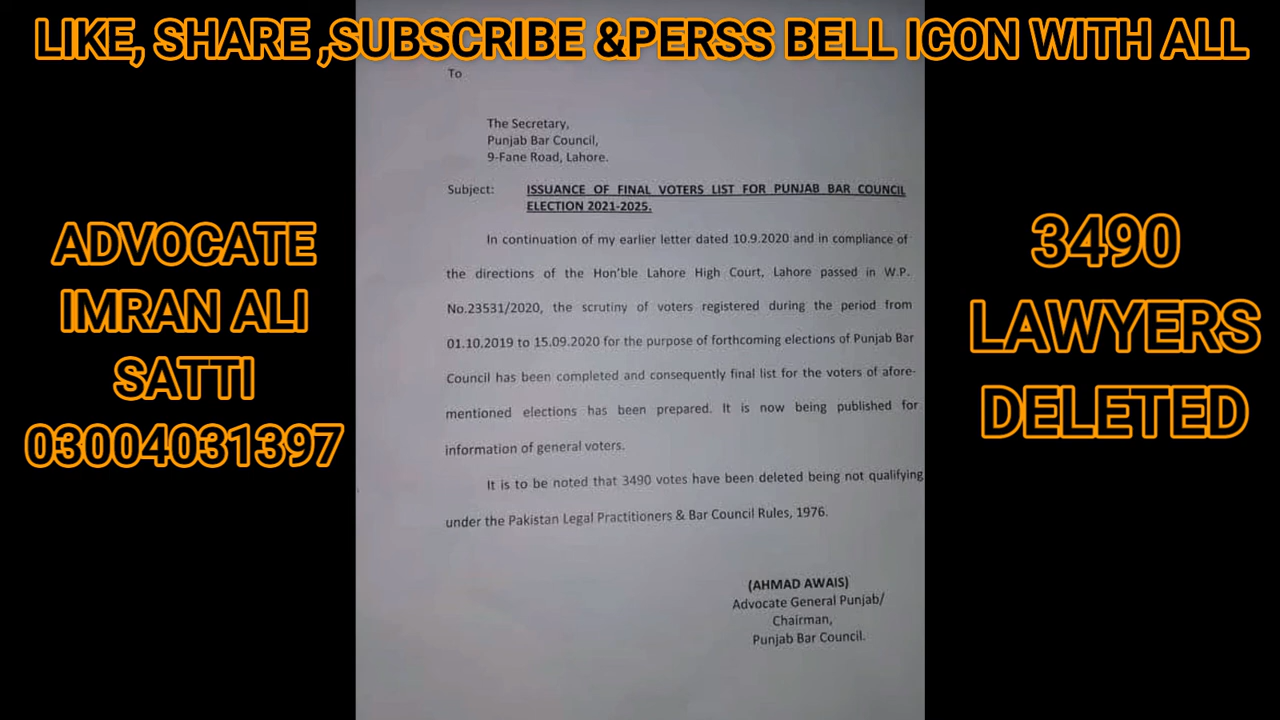 LIKE, SHARE ,SUBSCRIBE &PERSS BELL ICON WITH ALL
ADVOCATE
IMRAN ALI
SATTI
03004031397
To
The Secretary,
Punjab Bar Council,
9-Fane Road, Lahore.
Subject: ISSUANCE OF FINAL VOTERS LIST FOR PUNJAB BAR COUNCIL
ELECTION 2021-2025.
In continuation of my earlier letter dated 10.9.2020 and in compliance of
the directions of the Hon'ble Lahore High Court, Lahore passed in W.P.
No.23531/2020, the scrutiny of voters registered during the period from
01.10.2019 to 15.09.2020 for the purpose of forthcoming elections of Punjab Bar
Council has been completed and consequently final list for the voters of afore-
mentioned elections has been prepared. It is now being published for
information of general voters.
It is to be noted that 3490 votes have been deleted being not qualifying
under the Pakistan Legal Practitioners & Bar Council Rules, 1976.
(AHMAD AWAIS)
Advocate General Punjab/
Chairman,
Punjab Bar Council.
3490
LAWYERS
DELETED